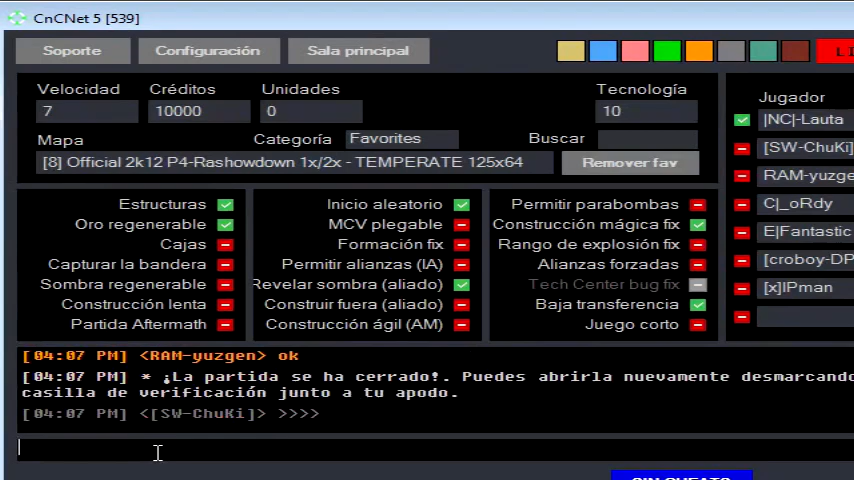 CnCNet 5 [539]
Soporte Configuración Sala principal
Velocidad Créditos Unidades Tecnología
7 10000 0 10
Mapa Categoría Favorites Buscar
[8] Official 2k12 P4-Rashowdown 1x/2x - TEMPERATE 125x64 Remover fav
Estructuras
Oro regenerable
Cajas
Capturar la bandera
Sombra regenerable
Construcción lenta
Partida Aftermath
Inicio aleatorio
MCV plegable
Formación fix
Permitir alianzas (IA)
Revelar sombra (aliado)
Construir fuera (aliado)
Construcción ágil (AM)
Permitir parabombas
Construcción mágica fix
Rango de explosión fix
Alianzas forzadas
Tech Center bug fix
Baja transferencia
Juego corto
Jugador
|NC|-Lauta
[SW-ChuKi]
RAM-yuzgen
C|_oRdy
E|Fantastic
[croboy-DP
[x]IPman
[04:07 PM] <RAM-yuzgen> ok
[04:07 PM] * ¡La partida se ha cerrado!. Puedes abrirla nuevamente desmarcando
casilla de verificación junto a tu apodo.
[04:07 PM] <[SW-ChuKi]> >>>>